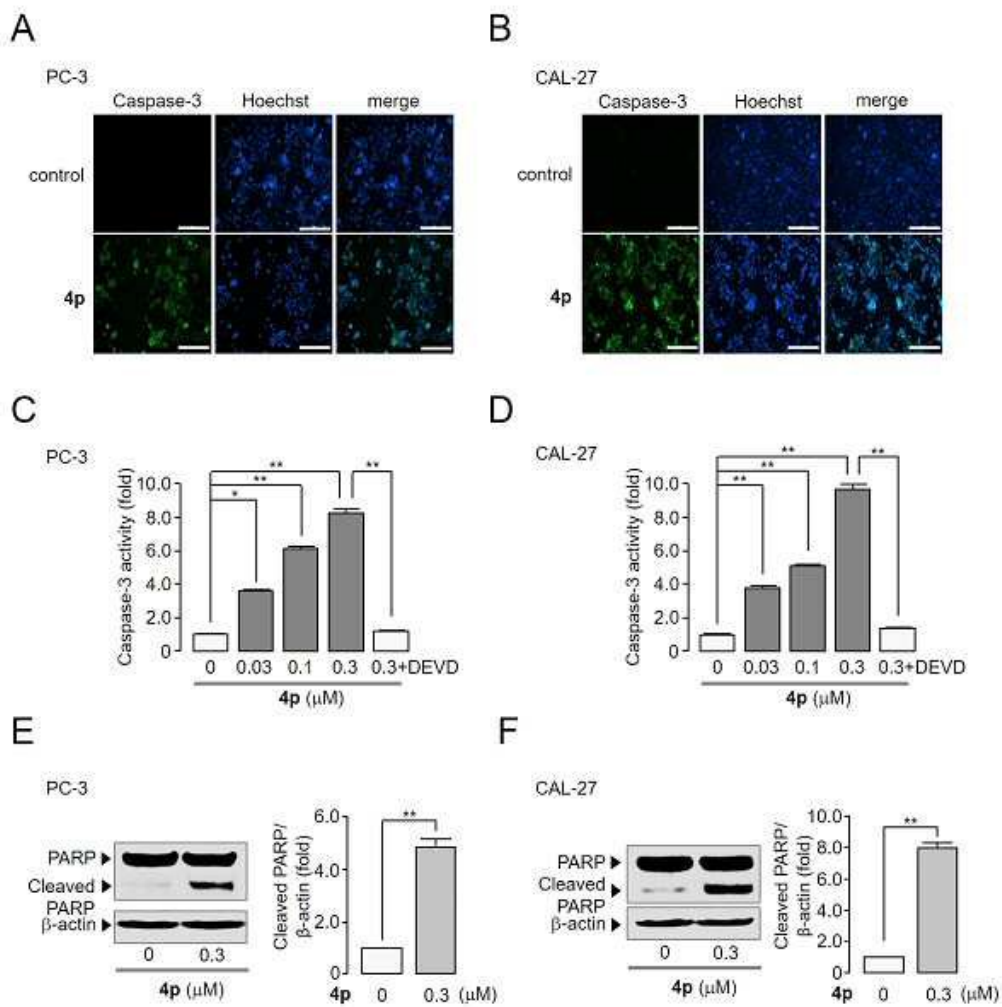 A
PC-3
Caspase-3 Hoechst merge
control
4p
B
CAL-27
Caspase-3 Hoechst merge
control
4p
C
PC-3
Caspase-3 activity (fold)
10.0
8.0
6.0
4.0
2.0
0
**
**
*
**
0 0.03 0.1 0.3 0.3+DEVD
4p (μM)
D
CAL-27
Caspase-3 activity (fold)
10.0
8.0
6.0
4.0
2.0
0
**
**
**
**
0 0.03 0.1 0.3 0.3+DEVD
4p (μM)
E
PC-3
PARP
Cleaved
PARP
β-actin
0 0.3
4p (μM)
Cleaved PARP/
β-actin (fold)
6.0
4.0
2.0
0
**
4p 0 0.3 (μM)
F
CAL-27
PARP
Cleaved
PARP
β-actin
0 0.3
4p (μM)
Cleaved PARP/
β-actin (fold)
10.0
8.0
6.0
4.0
2.0
0
**
4p 0 0.3 (μM)